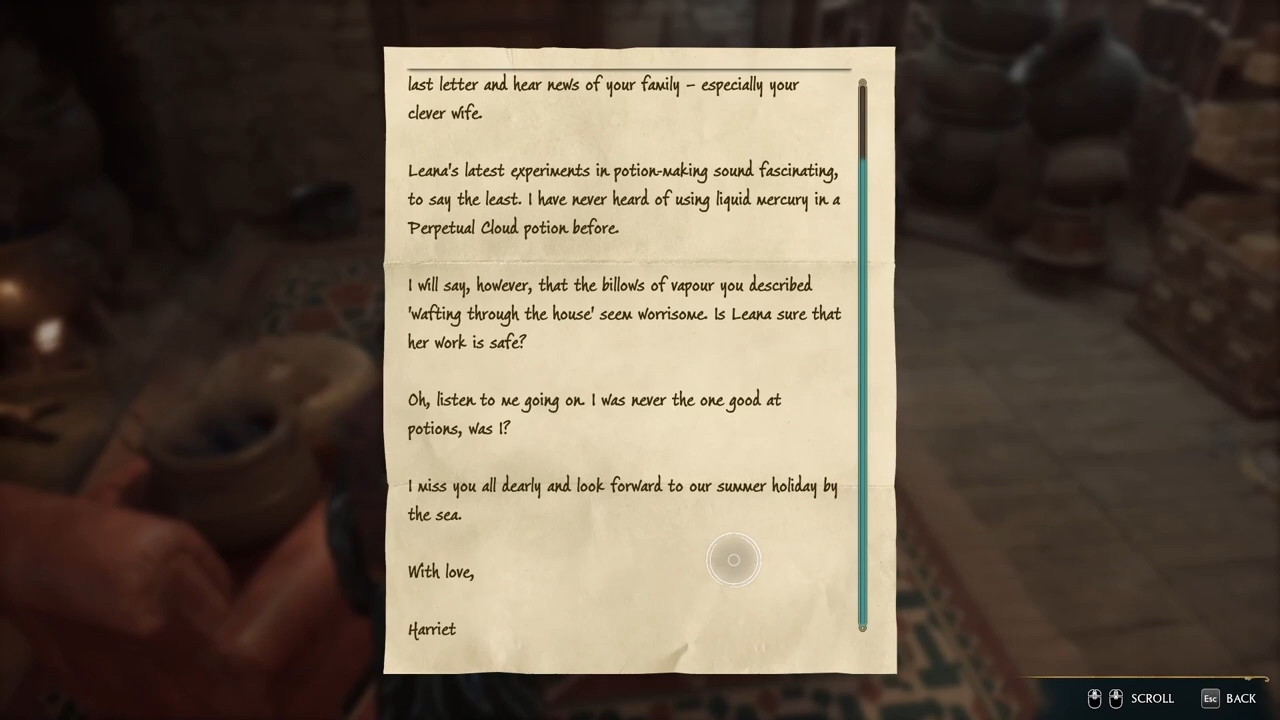 last letter and hear news of your family – especially your
clever wife.
Leana's latest experiments in potion-making sound fascinating,
to say the least. I have never heard of using liquid mercury in a
Perpetual Cloud potion before.
I will say, however, that the billows of vapour you described
'wafting through the house' seem worrisome. Is Leana sure that
her work is safe?
Oh, listen to me going on. I was never the one good at
potions, was I?
I miss you all dearly and look forward to our summer holiday by
the sea.
With love,
Harriet
SCROLL Esc BACK